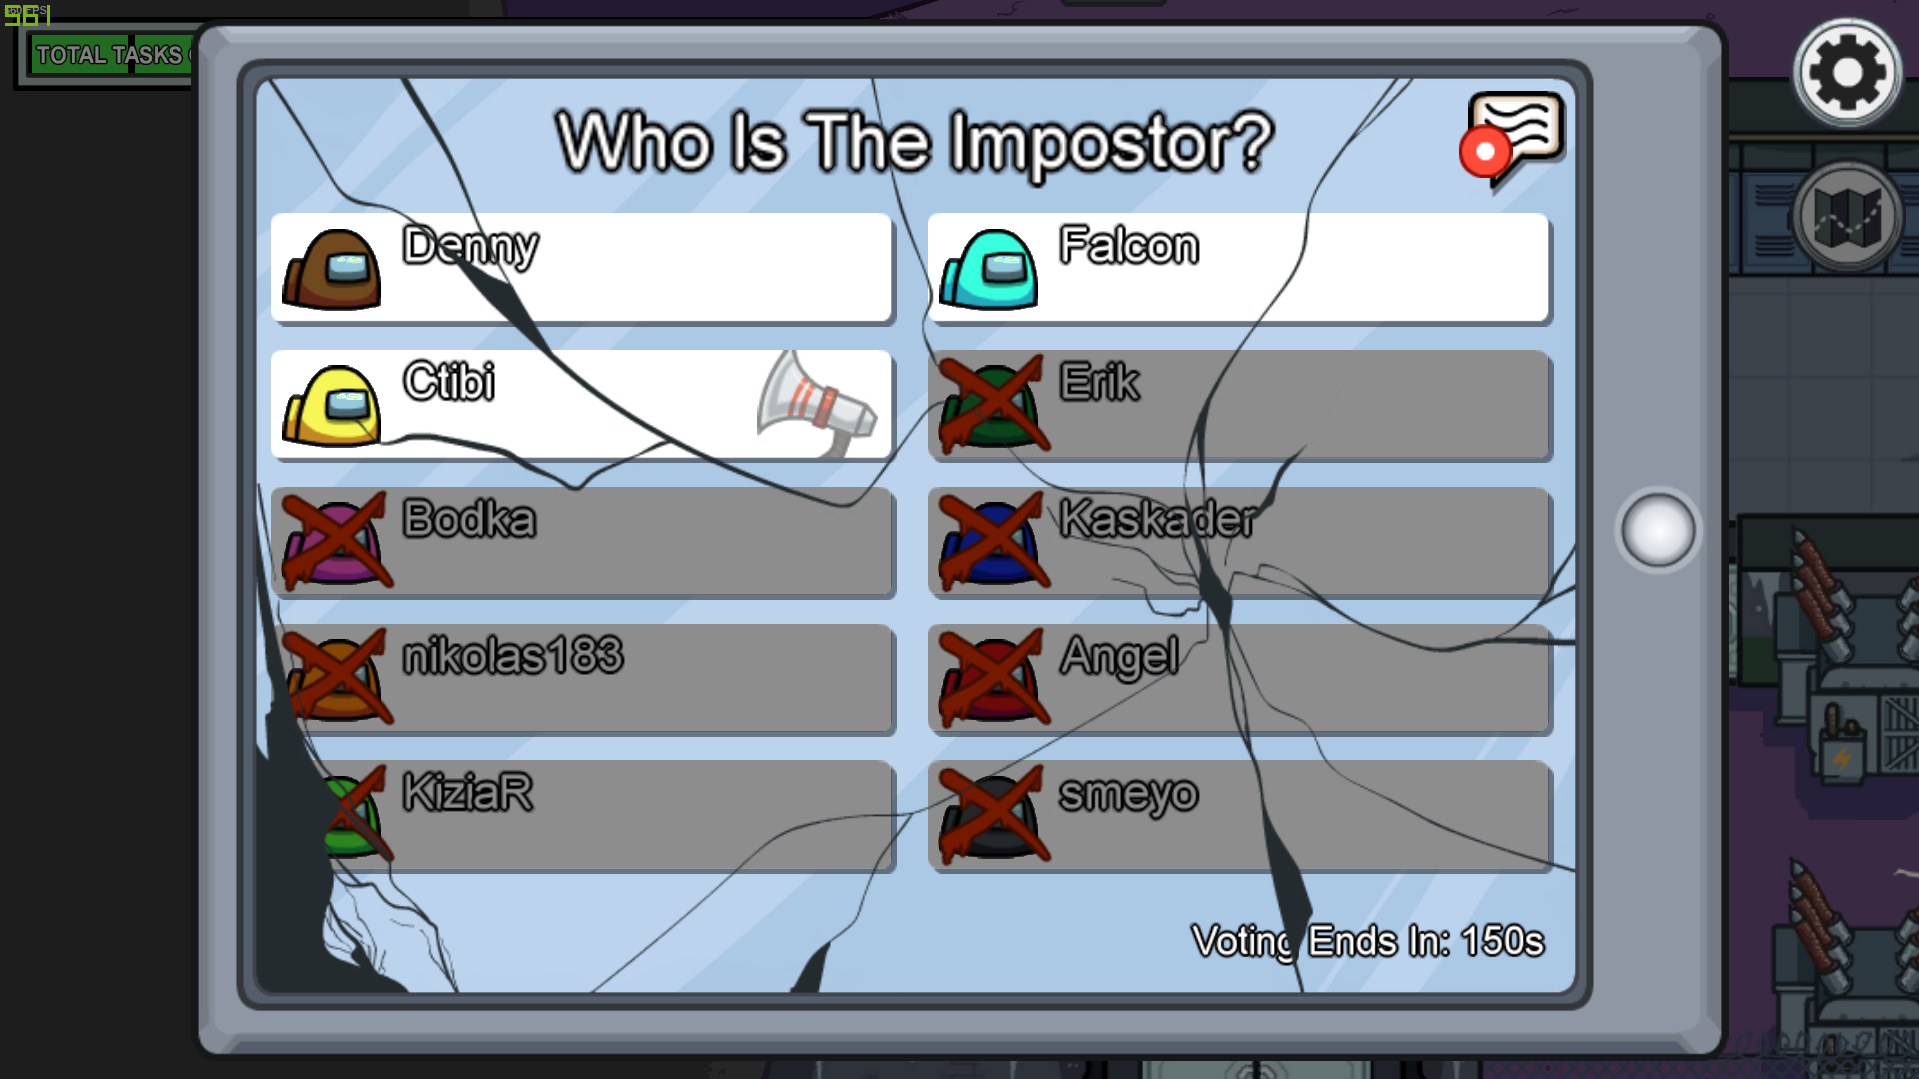 561
TOTAL TASKS
Who Is The Impostor?
Denny
Falcon
Ctibi
Erik
Bodka
Kaskader
nikolas183
Angel
KiziaR
smeyo
Voting Ends In: 150s